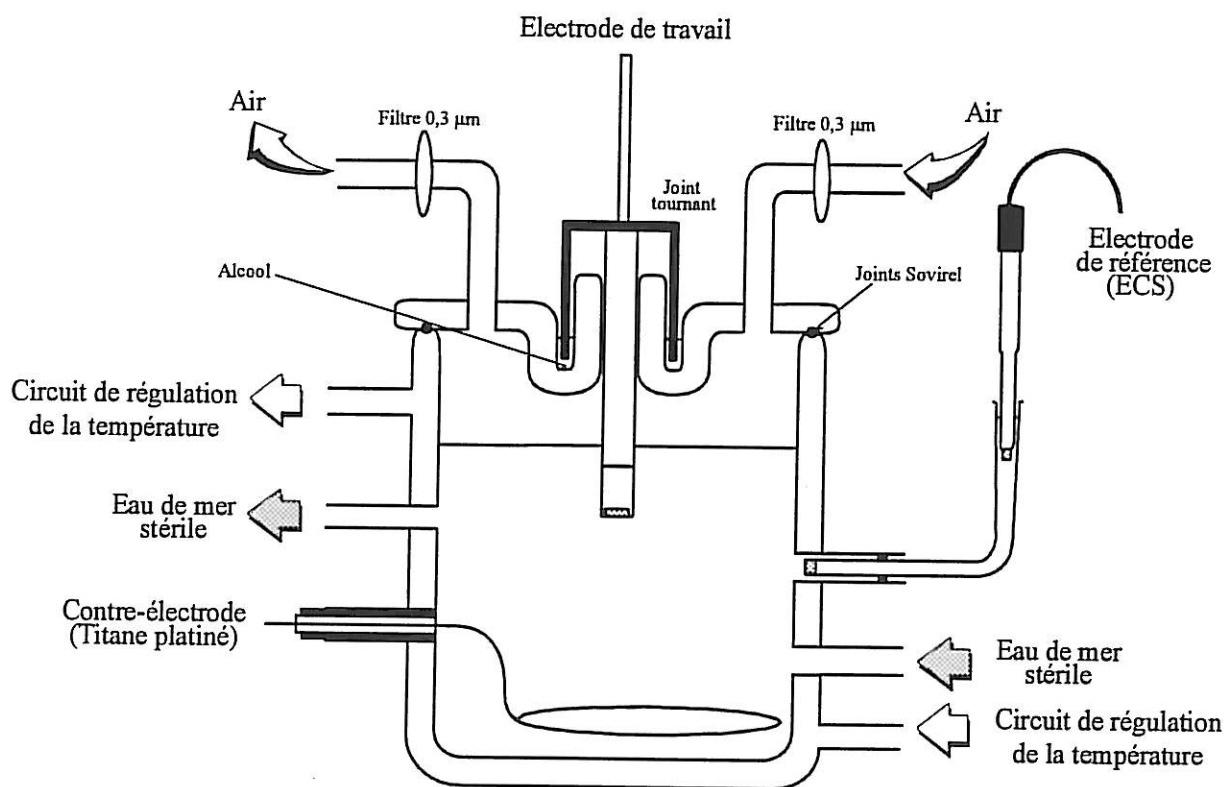 Electrode de travail
Air
Filtre 0,3 µm
Filtre 0,3 µm
Air
Joint
tournant
Alcool
Joints Sovirel
Electrode
de référence
(ECS)
Circuit de régulation
de la température
Eau de mer
stérile
Contre-électrode
(Titane platiné)
Eau de mer
stérile
Circuit de régulation
de la température